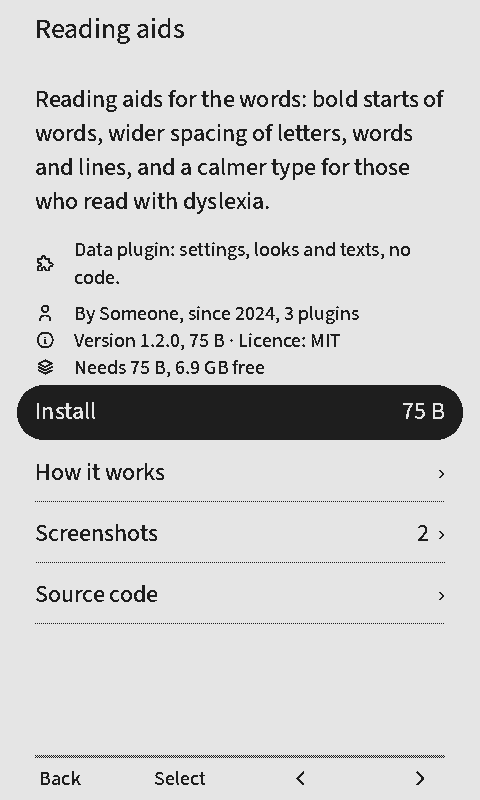 Reading aids
Reading aids for the words: bold starts of
words, wider spacing of letters, words
and lines, and a calmer type for those
who read with dyslexia.
Data plugin: settings, looks and texts, no
code.
By Someone, since 2024, 3 plugins
Version 1.2.0, 75 B · Licence: MIT
Needs 75 B, 6.9 GB free
Install 75 B
How it works ›
Screenshots 2 ›
Source code ›
Back Select